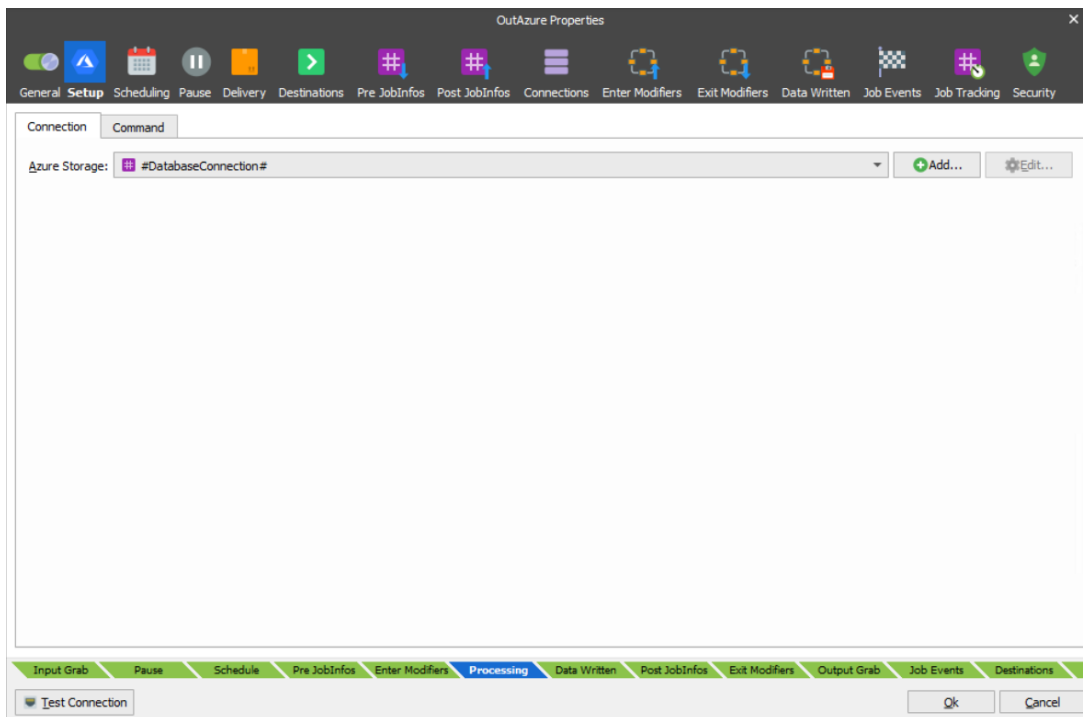 OutAzure Properties
General Setup Scheduling Pause Delivery Destinations Pre JobInfos Post JobInfos Connections Enter Modifiers Exit Modifiers Data Written Job Events Job Tracking Security
Connection Command
Azure Storage: #DatabaseConnection# Add... Edit...
Input Grab Pause Schedule Pre JobInfos Enter Modifiers Processing Data Written Post JobInfos Exit Modifiers Output Grab Job Events Destinations
Test Connection Ok Cancel